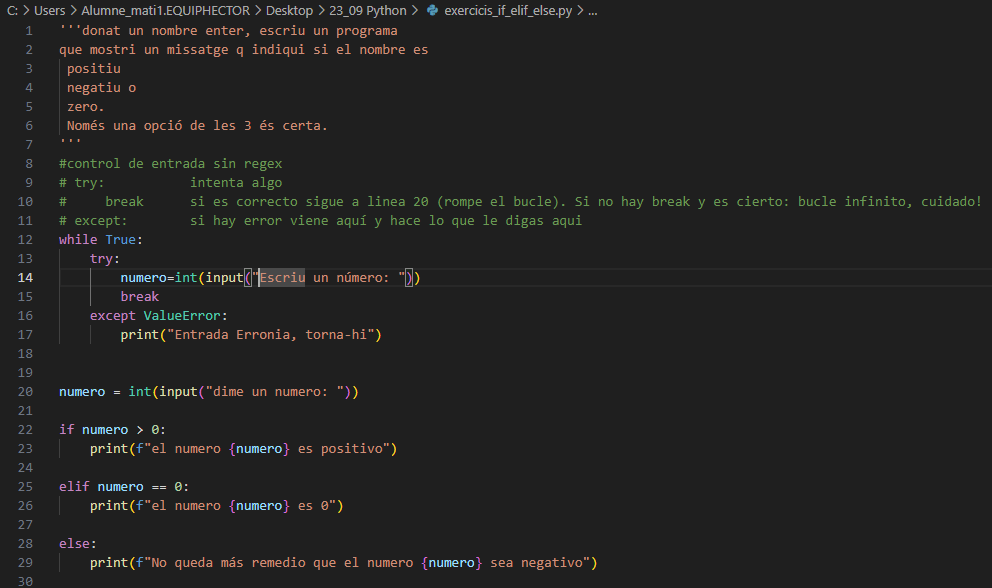 C: > Users > Alumne_mati1.EQUIPHECTOR > Desktop > 23_09 Python > exercicis_if_elif_else.py > ...
1 '''donat un nombre enter, escriu un programa
2 que mostri un missatge q indiqui si el nombre es
3  positiu
4  negatiu o
5  zero.
6  Només una opció de les 3 és certa.
7 '''
8 #control de entrada sin regex
9 # try:           intenta algo
10 #     break      si es correcto sigue a linea 20 (rompe el bucle). Si no hay break y es cierto: bucle infinito, cuidado!
11 # except:        si hay error viene aquí y hace lo que le digas aqui
12 while True:
13     try:
14         numero=int(input("Escriu un número: "))
15         break
16     except ValueError:
17         print("Entrada Erronia, torna-hi")
18
19
20 numero = int(input("dime un numero: "))
21
22 if numero > 0:
23     print(f"el numero {numero} es positivo")
24
25 elif numero == 0:
26     print(f"el numero {numero} es 0")
27
28 else:
29     print(f"No queda más remedio que el numero {numero} sea negativo")
30